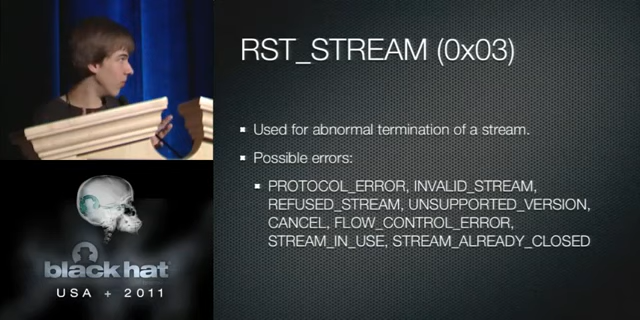 RST_STREAM (0x03)
Used for abnormal termination of a stream.
Possible errors:
PROTOCOL_ERROR, INVALID_STREAM,
REFUSED_STREAM, UNSUPPORTED_VERSION,
CANCEL, FLOW_CONTROL_ERROR,
STREAM_IN_USE, STREAM_ALREADY_CLOSED
black hat
USA + 2011